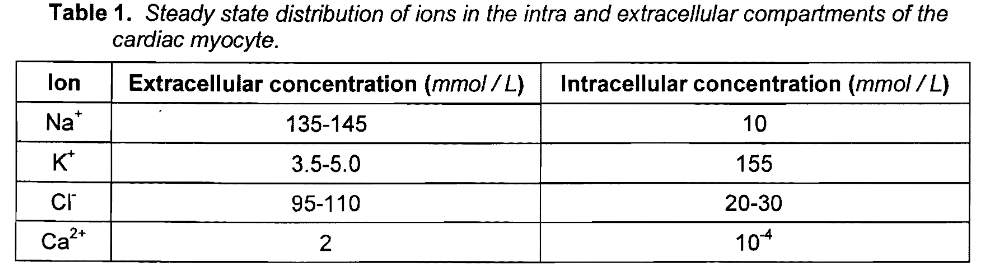 Table 1. Steady state distribution of ions in the intra and extracellular compartments of the
cardiac myocyte.
Ion Extracellular concentration (mmol / L) Intracellular concentration (mmol / L)
Na⁺ 135-145 10
K⁺ 3.5-5.0 155
Cl⁻ 95-110 20-30
Ca²⁺ 2 10⁻⁴